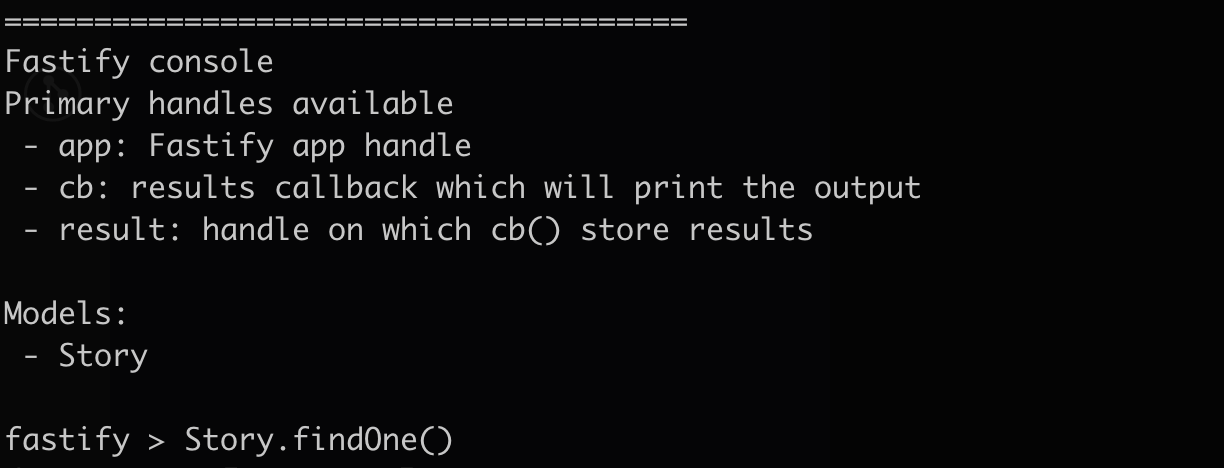 ======================================
Fastify console
Primary handles available
- app: Fastify app handle
- cb: results callback which will print the output
- result: handle on which cb() store results
Models:
- Story
fastify > Story.findOne()